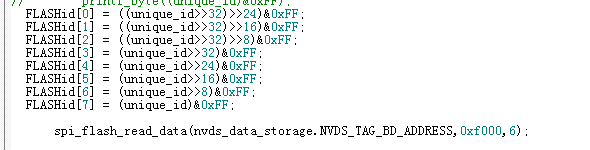 //        printf_byte((unique_id)&0xFF);
FLASHid[0] = ((unique_id>>32)>>24)&0xFF;
FLASHid[1] = ((unique_id>>32)>>16)&0xFF;
FLASHid[2] = ((unique_id>>32)>>8)&0xFF;
FLASHid[3] = (unique_id>>32)&0xFF;
FLASHid[4] = (unique_id>>24)&0xFF;
FLASHid[5] = (unique_id>>16)&0xFF;
FLASHid[6] = (unique_id>>8)&0xFF;
FLASHid[7] = (unique_id)&0xFF;
spi_flash_read_data(nvds_data_storage.NVDS_TAG_BD_ADDRESS,0xf000,6);